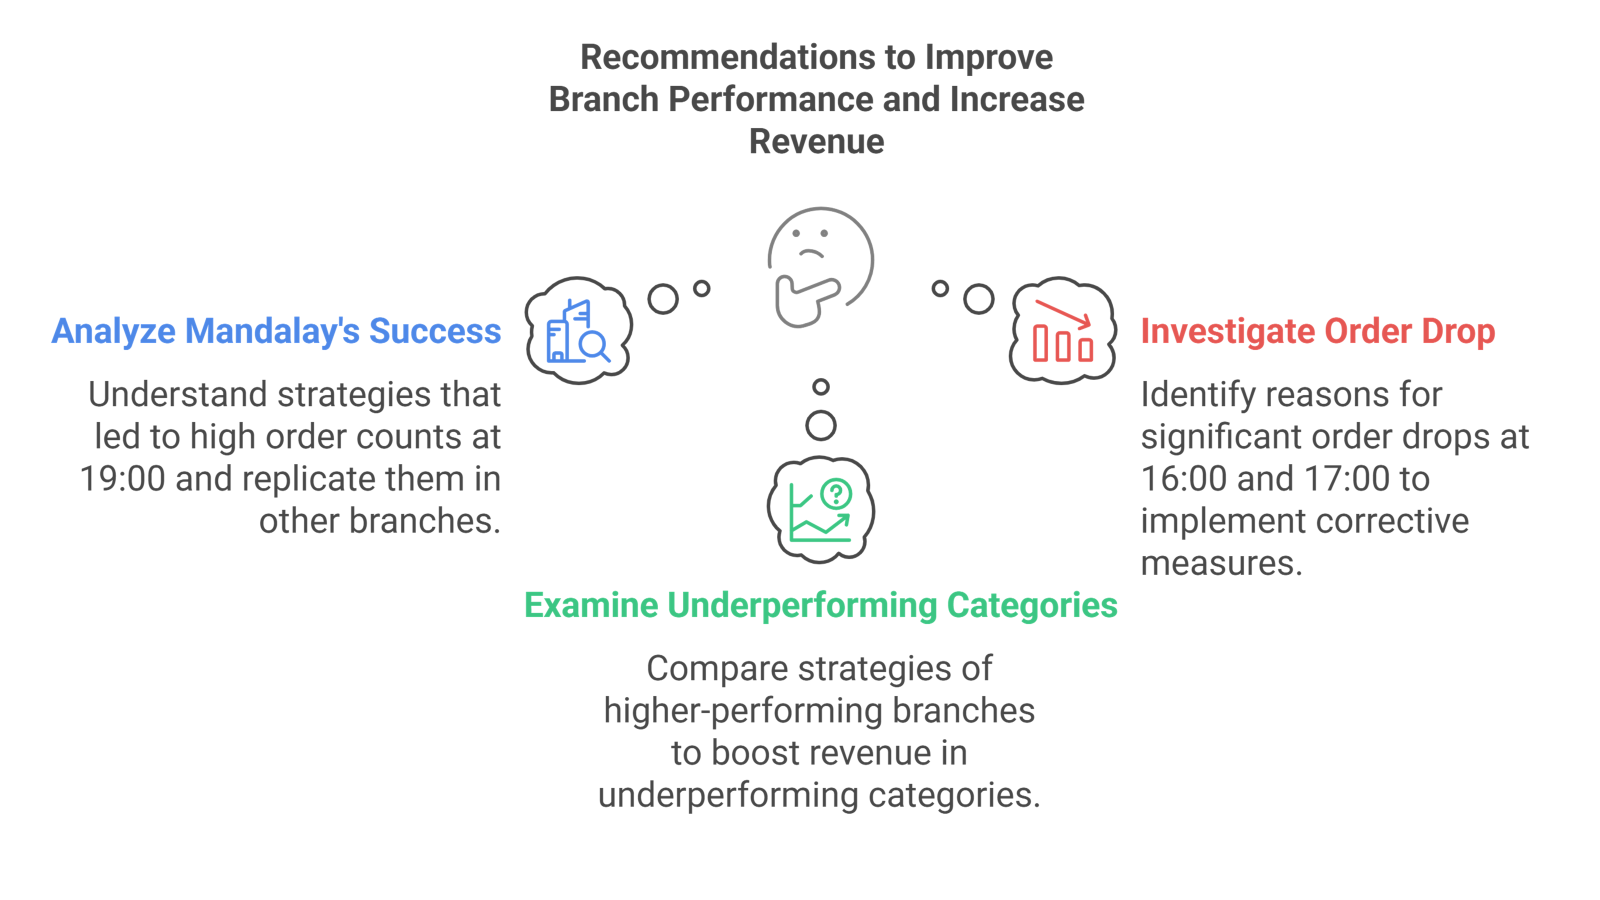 Recommendations to Improve
Branch Performance and Increase
Revenue
Analyze Mandalay's Success
Understand strategies that
led to high order counts at
19:00 and replicate them in
other branches.
Investigate Order Drop
Identify reasons for
significant order drops at
16:00 and 17:00 to
implement corrective
measures.
?
Examine Underperforming Categories
Compare strategies of
higher-performing branches
to boost revenue in
underperforming categories.